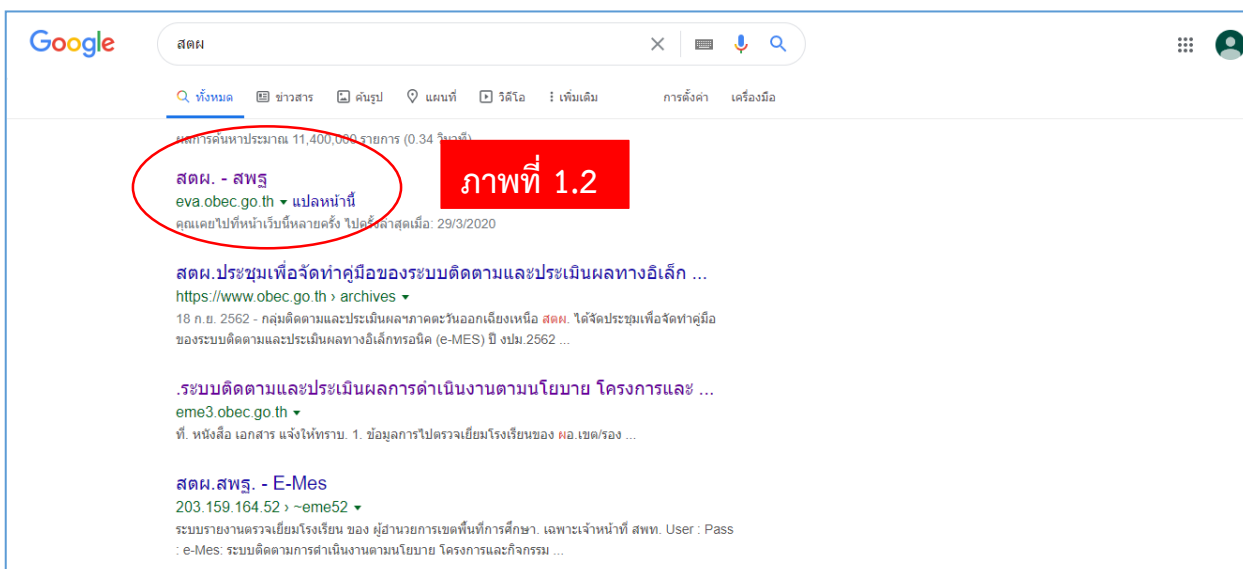 Google
สตผ
ทั้งหมด ข่าวสาร ค้นรูป แผนที่ วิดีโอ เพิ่มเติม การตั้งค่า เครื่องมือ
ผลการค้นหาประมาณ 11,400,000 รายการ (0.34 วินาที)
ภาพที่ 1.2
สตผ. - สพฐ
eva.obec.go.th ▾ แปลหน้านี้
คุณเคยไปที่หน้าเว็บนี้หลายครั้ง ไปครั้งล่าสุดเมื่อ: 29/3/2020
สตผ.ประชุมเพื่อจัดทำคู่มือของระบบติดตามและประเมินผลทางอิเล็ก ...
https://www.obec.go.th › archives ▾
18 ก.ย. 2562 - กลุ่มติดตามและประเมินผลฯภาคตะวันออกเฉียงเหนือ สตผ. ได้จัดประชุมเพื่อจัดทำคู่มือ
ของระบบติดตามและประเมินผลทางอิเล็กทรอนิค (e-MES) ปี งปม.2562 ...
.ระบบติดตามและประเมินผลการดำเนินงานตามนโยบาย โครงการและ ...
eme3.obec.go.th ▾
ที่. หนังสือ เอกสาร แจ้งให้ทราบ. 1. ข้อมูลการไปตรวจเยี่ยมโรงเรียนของ ผอ.เขต/รอง ...
สตผ.สพฐ. - E-Mes
203.159.164.52 › ~eme52 ▾
ระบบรายงานตรวจเยี่ยมโรงเรียน ของ ผู้อำนวยการเขตพื้นที่การศึกษา. เฉพาะเจ้าหน้าที่ สพท. User : Pass
: e-Mes: ระบบติดตามการดำเนินงานตามนโยบาย โครงการและกิจกรรม ...